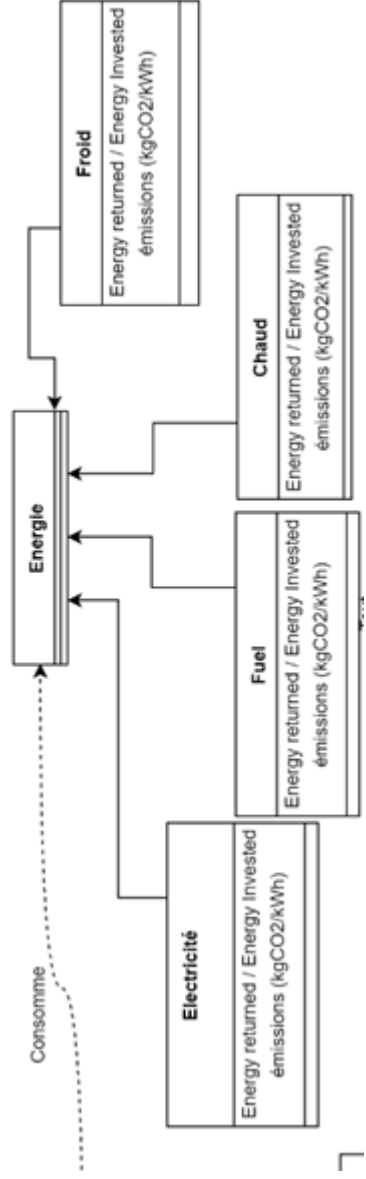 Consomme
Energie
Electricité
Energy returned / Energy Invested
émissions (kgCO2/kWh)
Fuel
Energy returned / Energy Invested
émissions (kgCO2/kWh)
Chaud
Energy returned / Energy Invested
émissions (kgCO2/kWh)
Froid
Energy returned / Energy Invested
émissions (kgCO2/kWh)